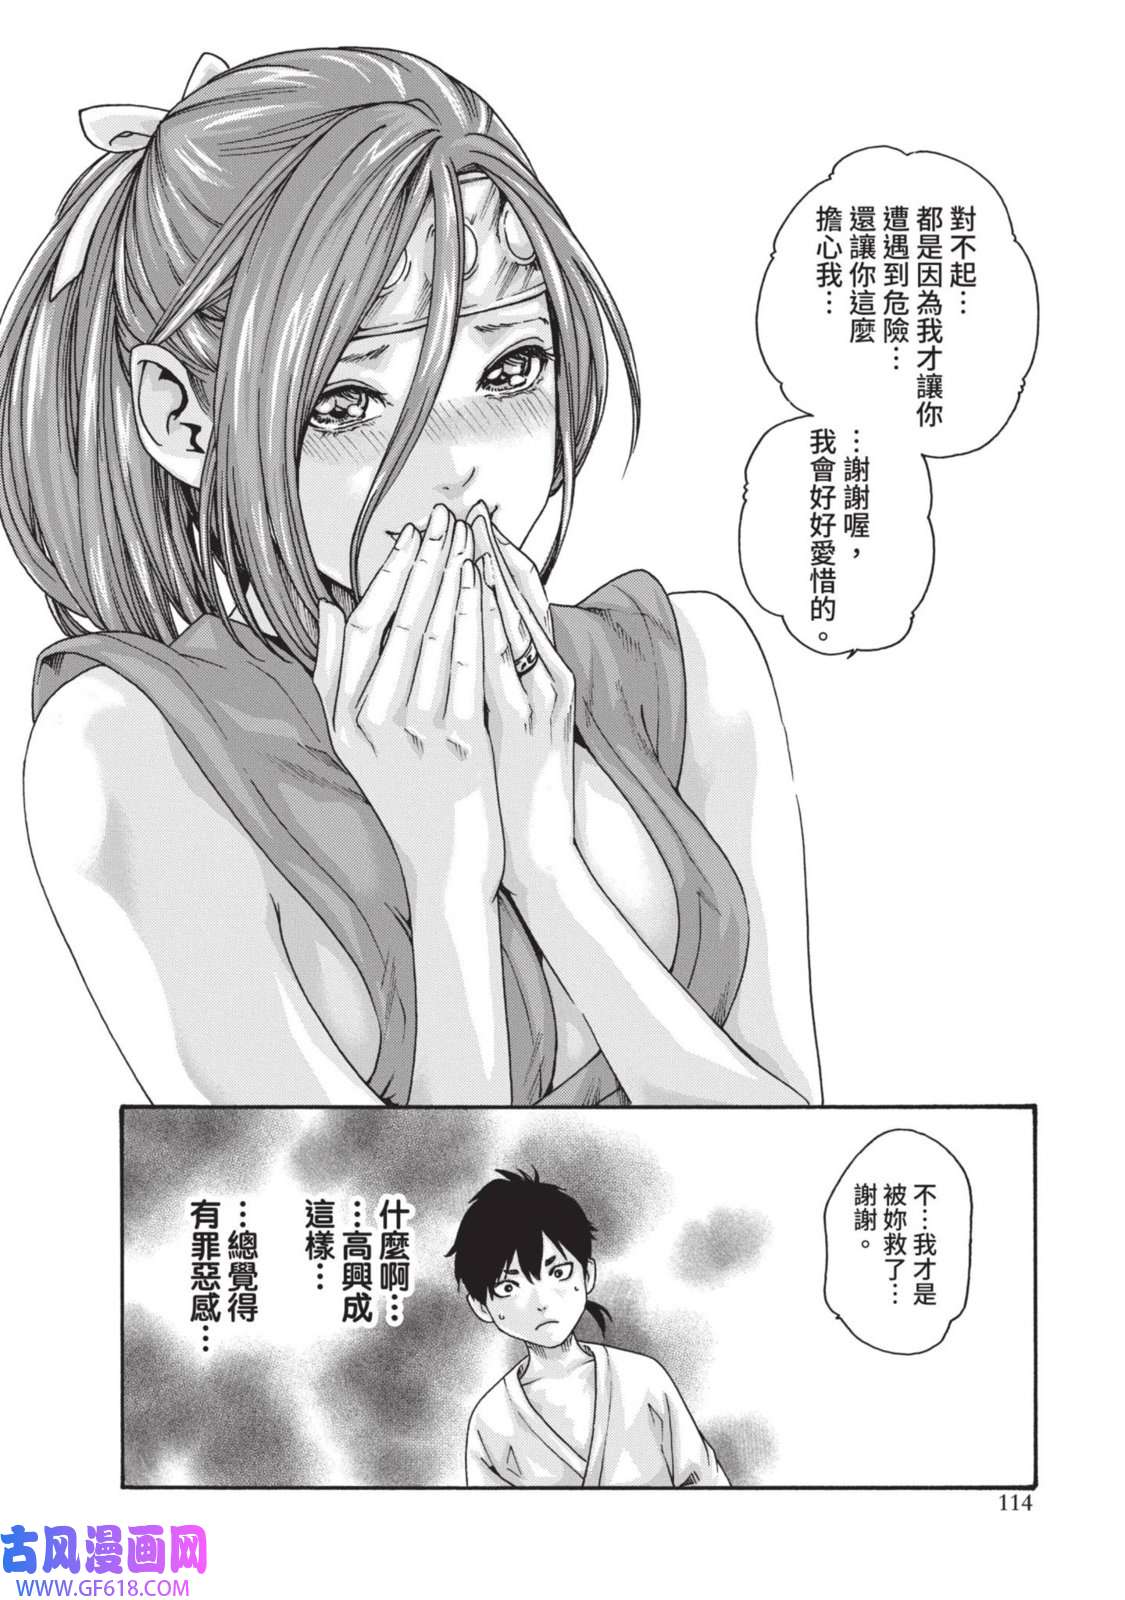 對不起…
都是因為我才讓你
遭遇到危險…
還讓你這麼
擔心我…
…謝謝喔，
我會好好愛惜的。
不…我才是
被妳救了…
謝謝。
什麼啊…
…高興成
這樣…
…總覺得
有罪惡感…
114
古风漫画网
WWW.GF618.COM